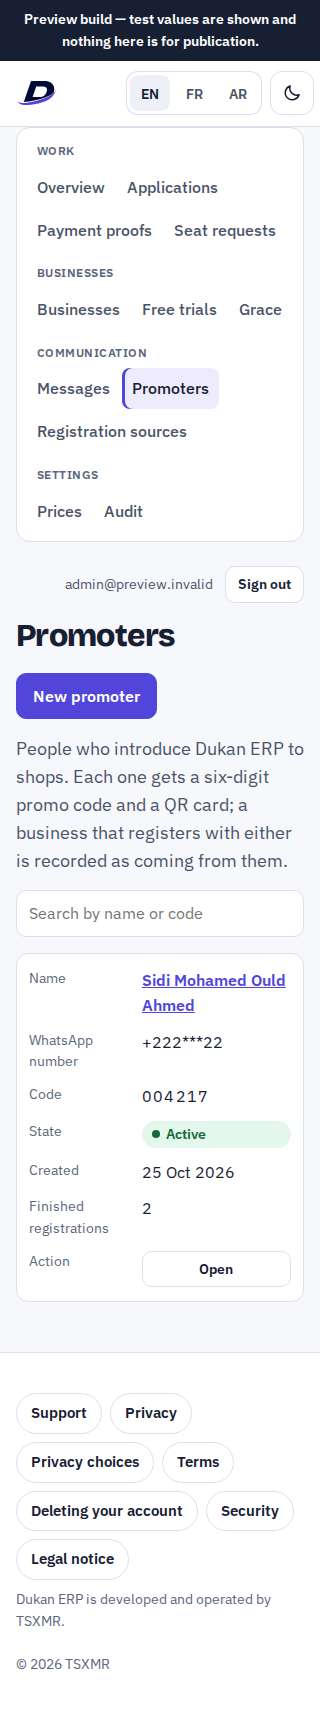 Preview build — test values are shown and
nothing here is for publication.
EN FR AR
WORK
Overview Applications
Payment proofs Seat requests
BUSINESSES
Businesses Free trials Grace
COMMUNICATION
Messages Promoters
Registration sources
SETTINGS
Prices Audit
admin@preview.invalid Sign out
Promoters
New promoter
People who introduce Dukan ERP to
shops. Each one gets a six-digit
promo code and a QR card; a
business that registers with either
is recorded as coming from them.
Search by name or code
Name Sidi Mohamed Ould
Ahmed
WhatsApp
number +222***22
Code 004217
State Active
Created 25 Oct 2026
Finished
registrations 2
Action Open
Support Privacy
Privacy choices Terms
Deleting your account Security
Legal notice
Dukan ERP is developed and operated by
TSXMR.
© 2026 TSXMR